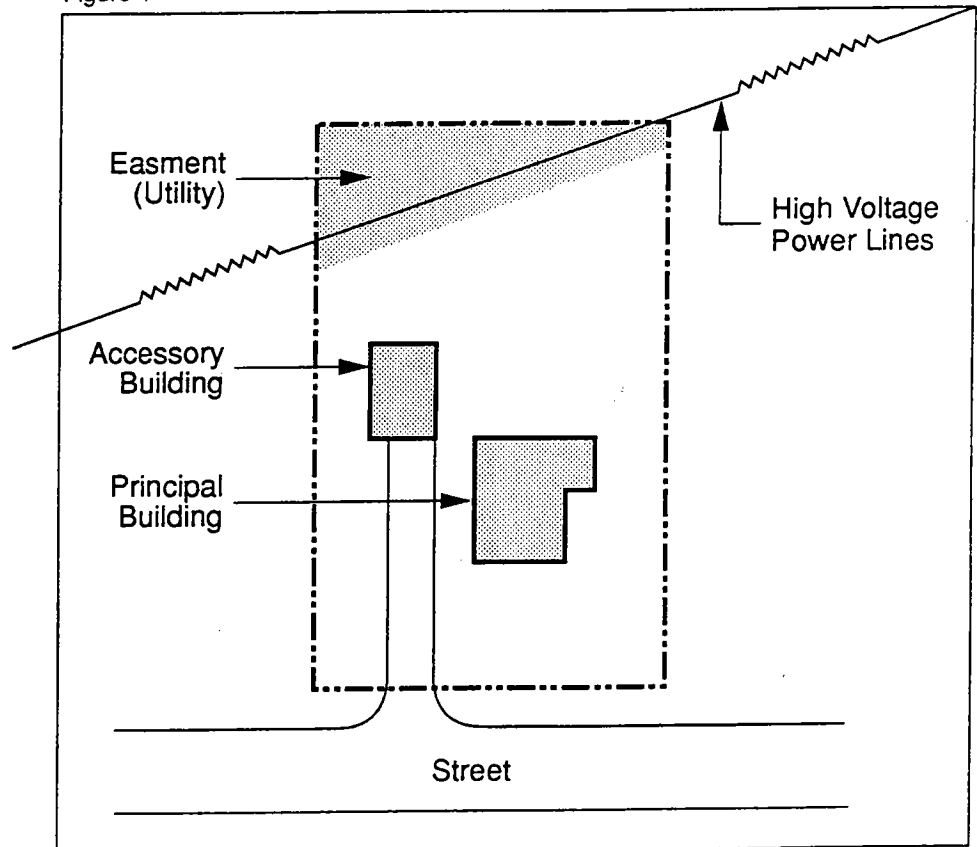 Easment
(Utility)
High Voltage
Power Lines
Accessory
Building
Principal
Building
Street